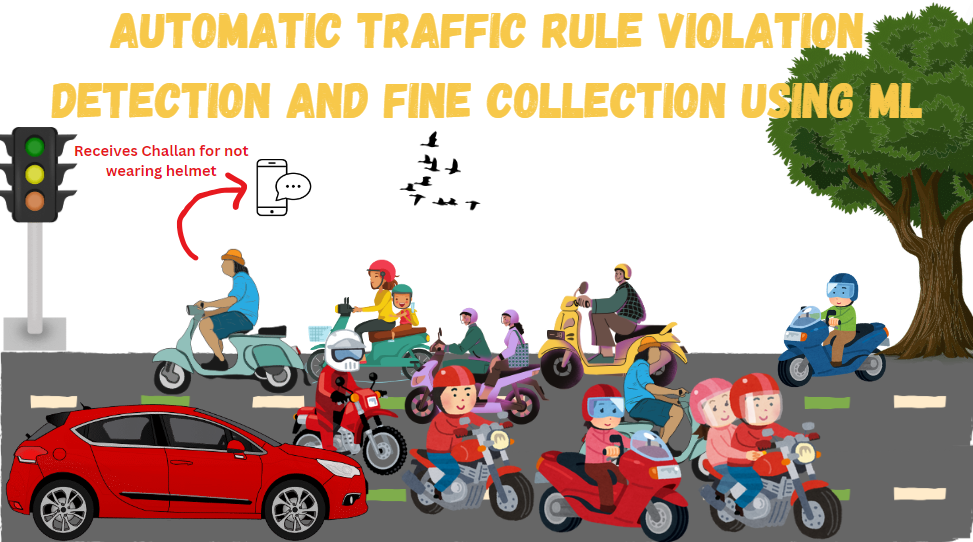 AUTOMATIC TRAFFIC RULE VIOLATION
DETECTION AND FINE COLLECTION USING ML
Receives Challan for not
wearing helmet